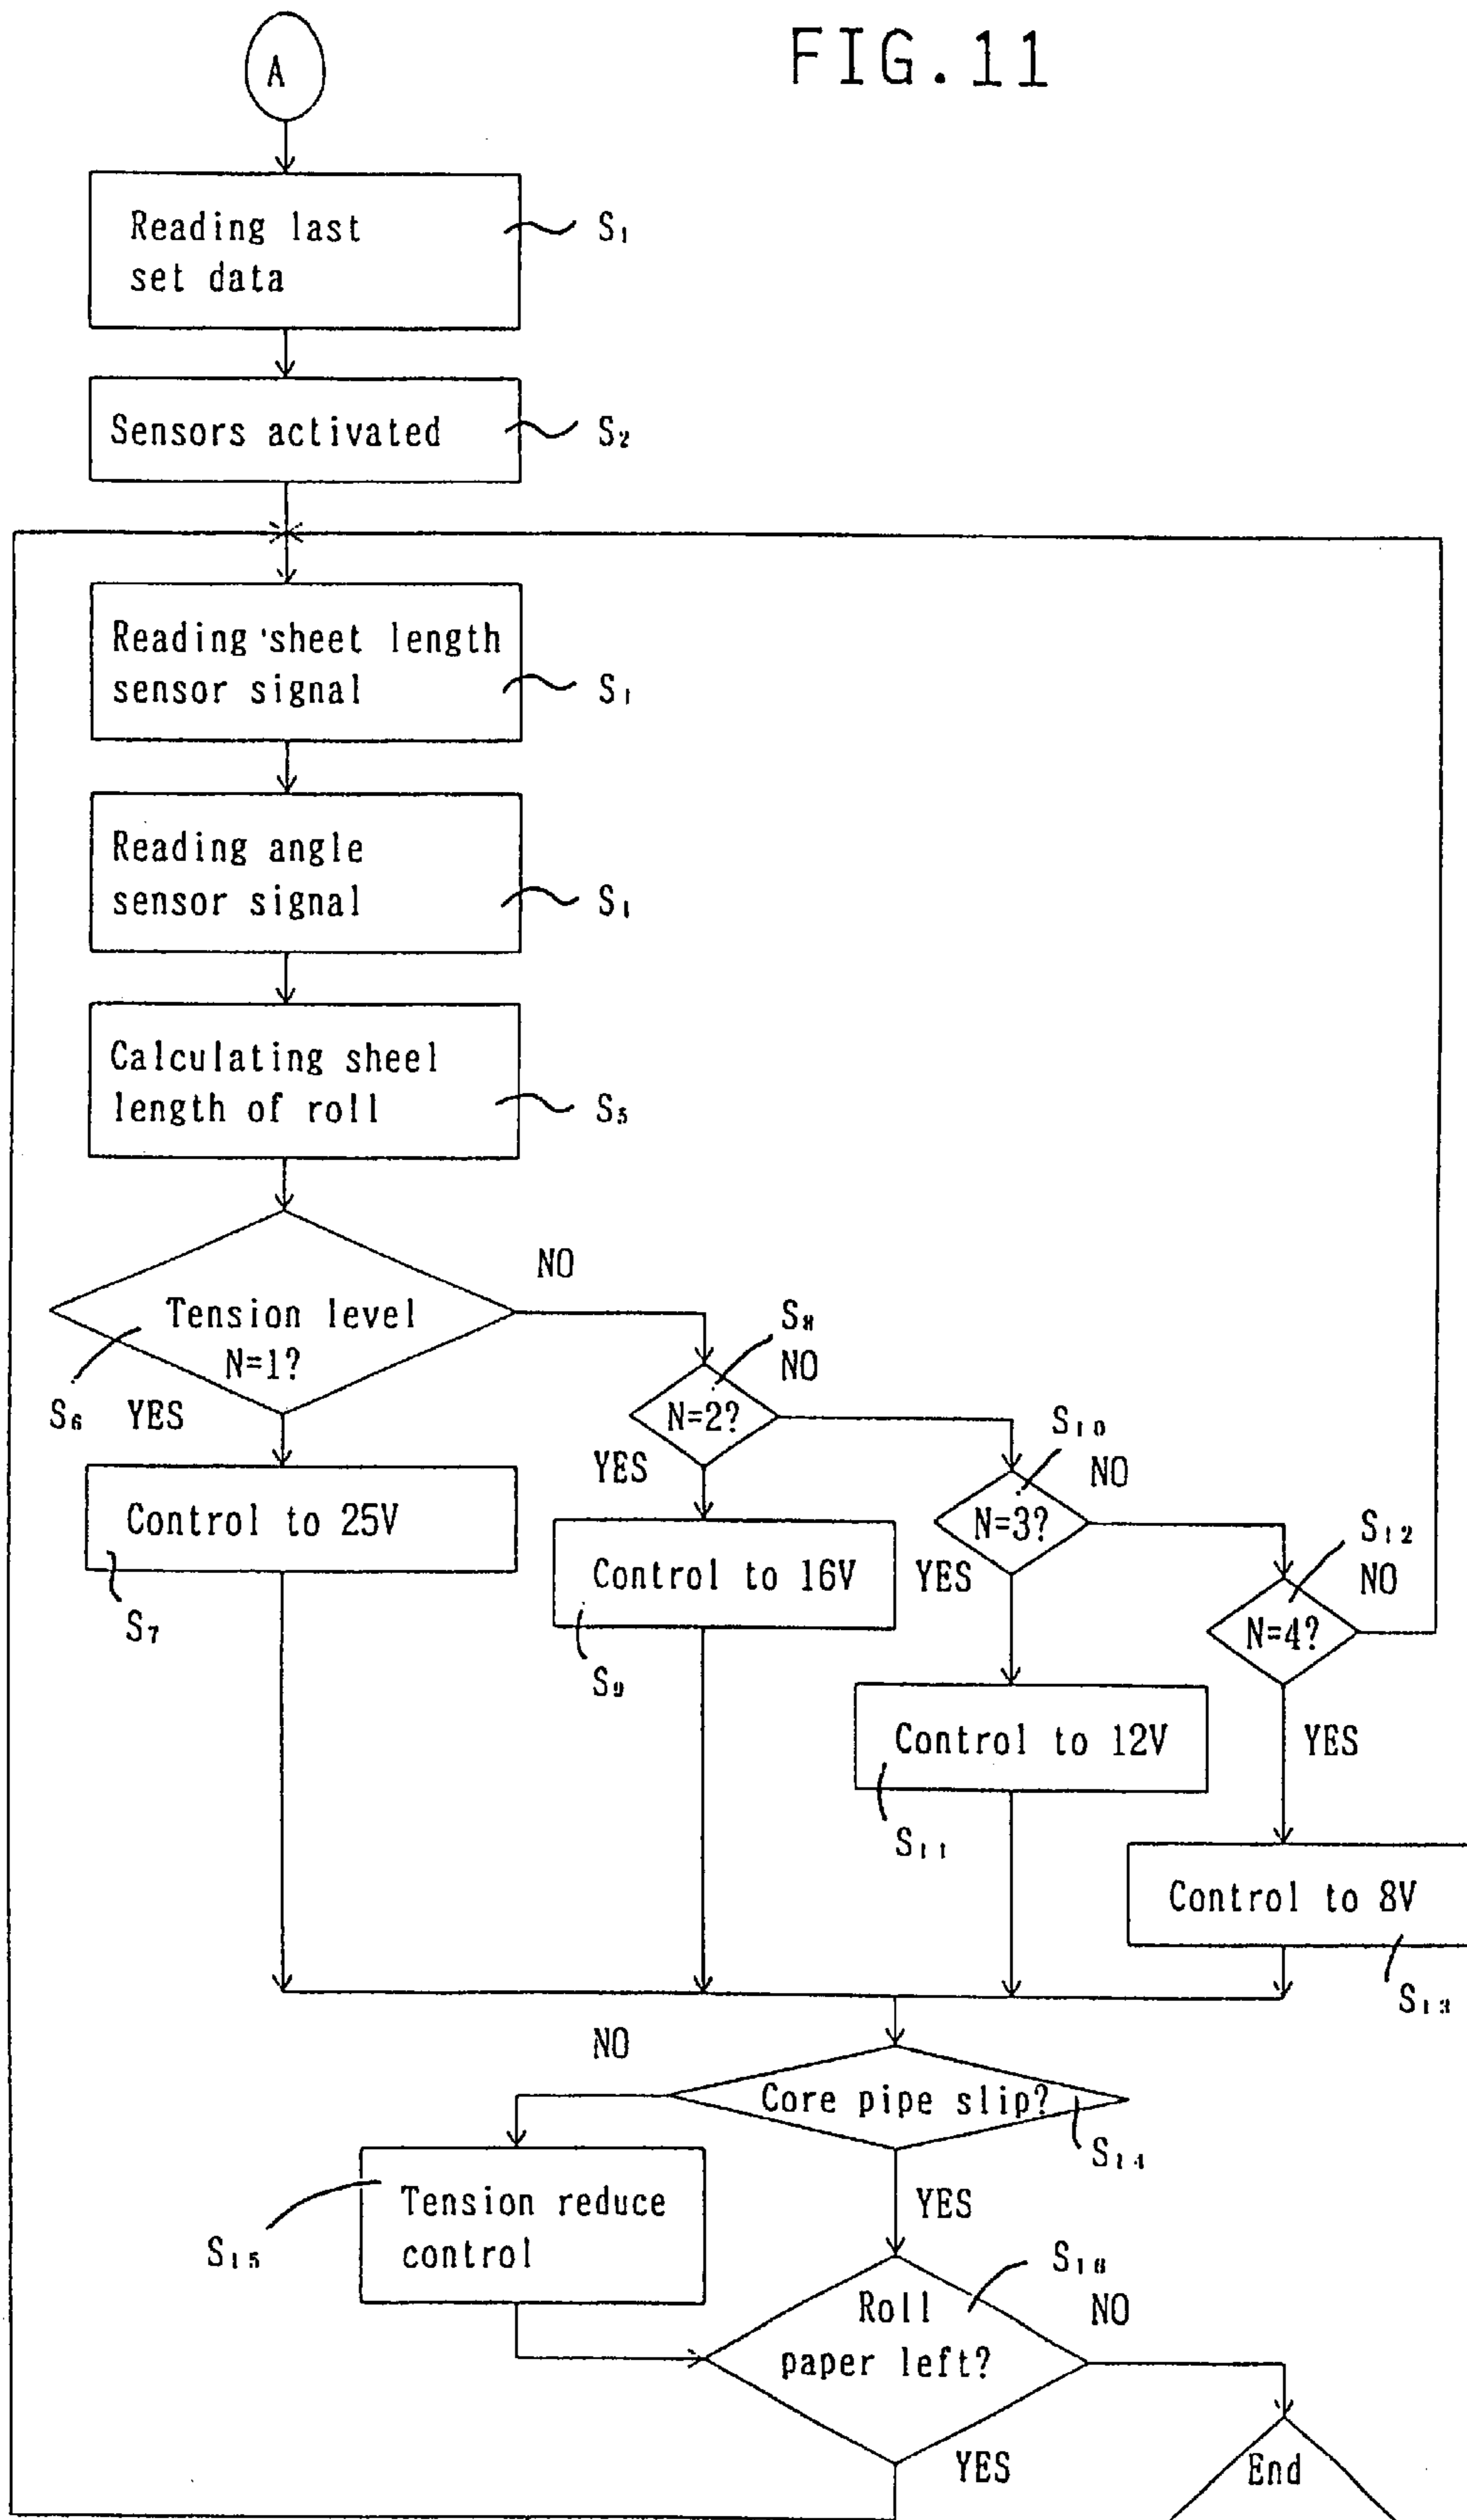 FIG.11
A
Reading last
set data
S1
Sensors activated
S2
Reading sheet length
sensor signal
S1
Reading angle
sensor signal
S1
Calculating sheel
length of roll
S5
Tension level
N=1?
NO
S6
YES
S8
NO
N=2?
YES
S10
NO
N=3?
YES
S12
NO
N=4?
YES
Control to 25V
S7
Control to 16V
S9
Control to 12V
S11
Control to 8V
S13
NO
Core pipe slip?
S14
YES
Tension reduce
control
S15
S16
Roll
paper left?
NO
YES
End